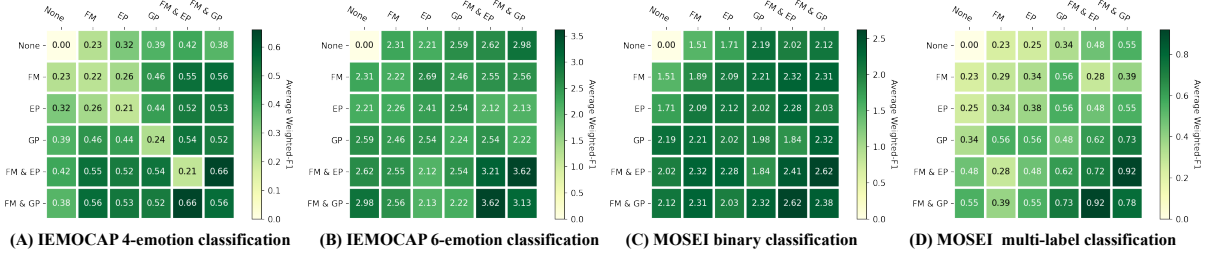 None FM EP GP FM & EP FM & GP
None 0.00 0.23 0.32 0.39 0.42 0.38
FM 0.23 0.22 0.26 0.46 0.55 0.56
EP 0.32 0.26 0.21 0.44 0.52 0.53
GP 0.39 0.46 0.44 0.24 0.54 0.52
FM & EP 0.42 0.55 0.52 0.54 0.21 0.66
FM & GP 0.38 0.56 0.53 0.52 0.66 0.56
0.6
0.5
0.4
0.3
0.2
0.1
0.0
Average Weighted-F1
(A) IEMOCAP 4-emotion classification
None FM EP GP FM & EP FM & GP
None 0.00 2.31 2.21 2.59 2.62 2.98
FM 2.31 2.22 2.69 2.46 2.55 2.56
EP 2.21 2.26 2.41 2.54 2.12 2.13
GP 2.59 2.46 2.54 2.24 2.54 2.22
FM & EP 2.62 2.55 2.12 2.54 3.21 3.62
FM & GP 2.98 2.56 2.13 2.22 3.62 3.13
3.5
3.0
2.5
2.0
1.5
1.0
0.5
0.0
Average Weighted-F1
(B) IEMOCAP 6-emotion classification
None FM EP GP FM & EP FM & GP
None 0.00 1.51 1.71 2.19 2.02 2.12
FM 1.51 1.89 2.09 2.21 2.32 2.31
EP 1.71 2.09 2.12 2.02 2.28 2.03
GP 2.19 2.21 2.02 1.98 1.84 2.32
FM & EP 2.02 2.32 2.28 1.84 2.41 2.62
FM & GP 2.12 2.31 2.03 2.32 2.62 2.38
2.5
2.0
1.5
1.0
0.5
0.0
Average Weighted-F1
(C) MOSEI binary classification
None FM EP GP FM & EP FM & GP
None 0.00 0.23 0.25 0.34 0.48 0.55
FM 0.23 0.29 0.34 0.56 0.28 0.39
EP 0.25 0.34 0.38 0.56 0.48 0.55
GP 0.34 0.56 0.56 0.48 0.62 0.73
FM & EP 0.48 0.28 0.48 0.62 0.72 0.92
FM & GP 0.55 0.39 0.55 0.73 0.92 0.78
0.8
0.6
0.4
0.2
0.0
Average Weighted-F1
(D) MOSEI multi-label classification